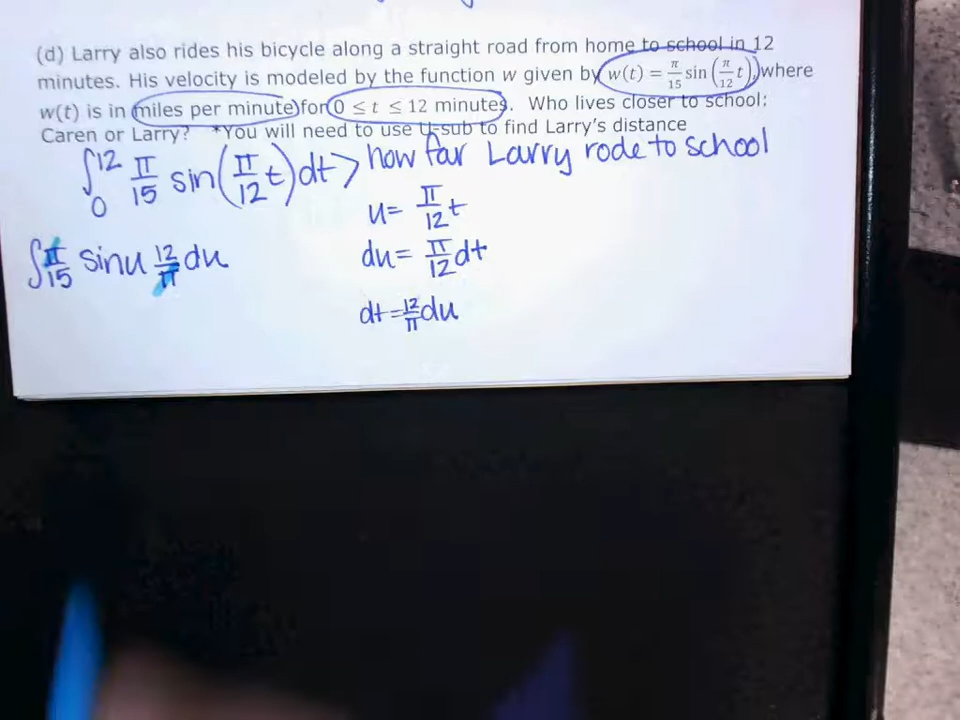 (d) Larry also rides his bicycle along a straight road from home to school in 12
minutes. His velocity is modeled by the function w given by w(t) = π/15 sin(π/12 t), where
w(t) is in miles per minute for 0 ≤ t ≤ 12 minutes. Who lives closer to school:
Caren or Larry? *You will need to use U-sub to find Larry's distance
∫₀¹² π/15 sin(π/12 t)dt > how far Larry rode to school
u = π/12 t
∫ π/15 sinu 12/π du
du = π/12 dt
dt = 12/π du